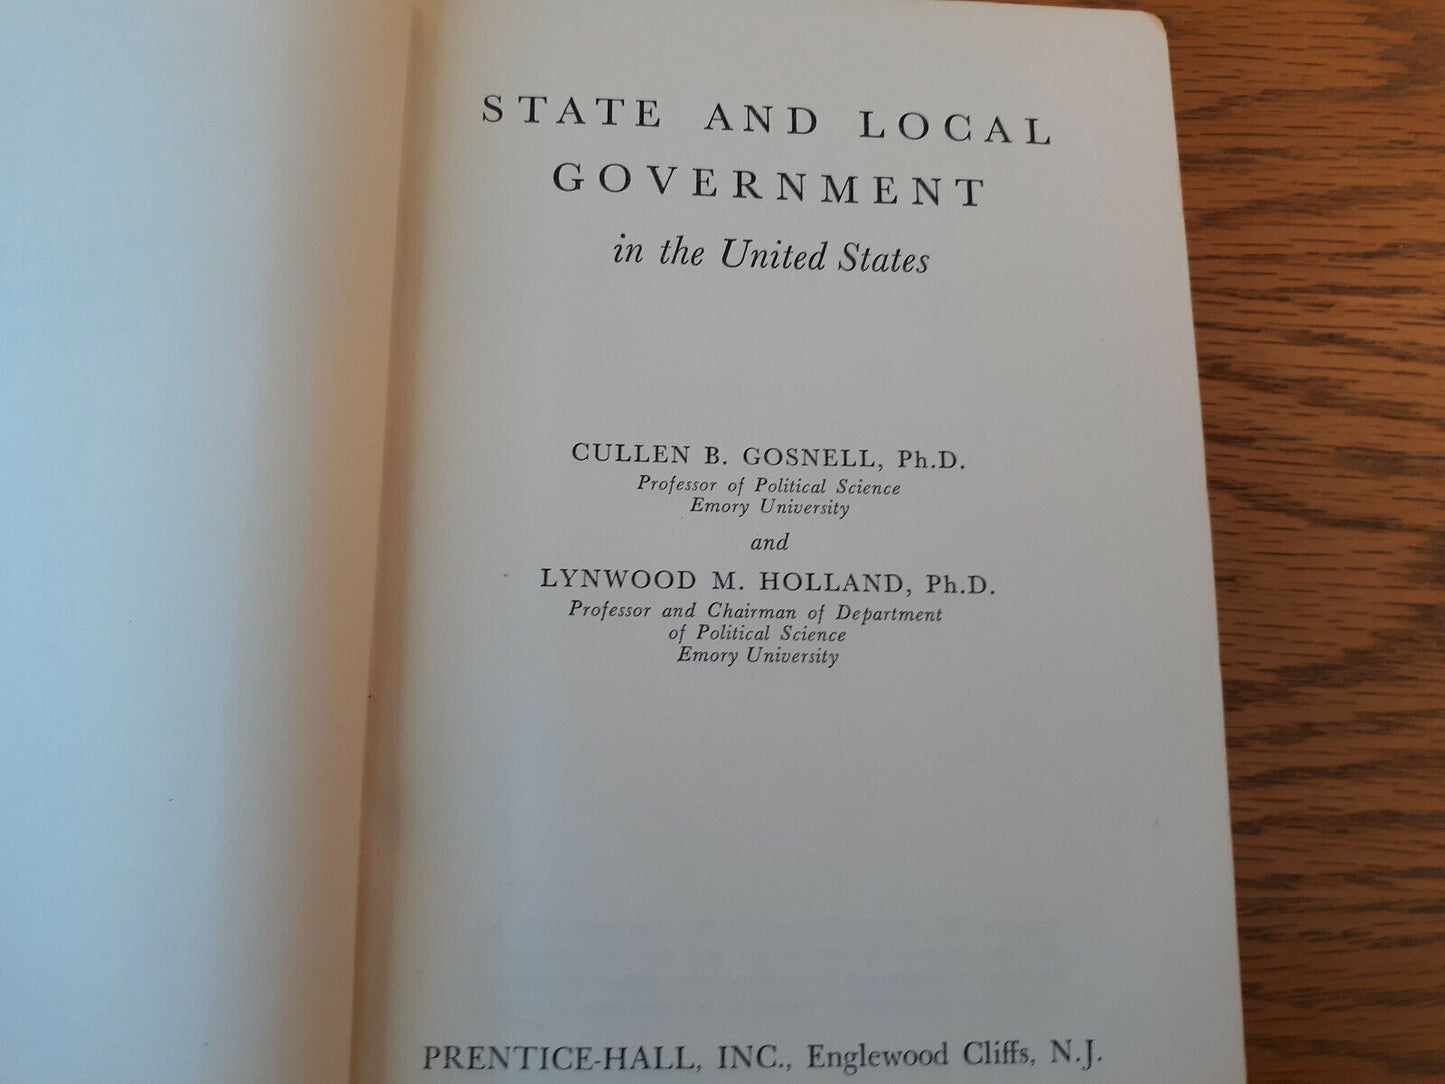 STATE AND LOCAL
GOVERNMENT
in the United States
CULLEN B. GOSNELL, Ph.D.
Professor of Political Science
Emory University
and
LYNWOOD M. HOLLAND, Ph.D.
Professor and Chairman of Department
of Political Science
Emory University
PRENTICE-HALL, INC., Englewood Cliffs, N.J.